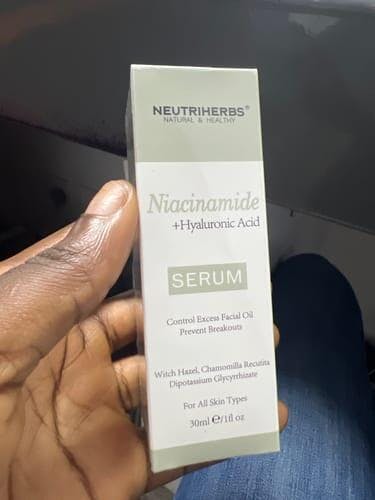 NEUTRIHERBS®
NATURAL & HEALTHY
Niacinamide
+Hyaluronic Acid
SERUM
Control Excess Facial Oil
Prevent Breakouts
Witch Hazel, Chamomilla Recutita
Dipotassium Glycyrrhizate
For All Skin Types
30ml ℮/1fl oz